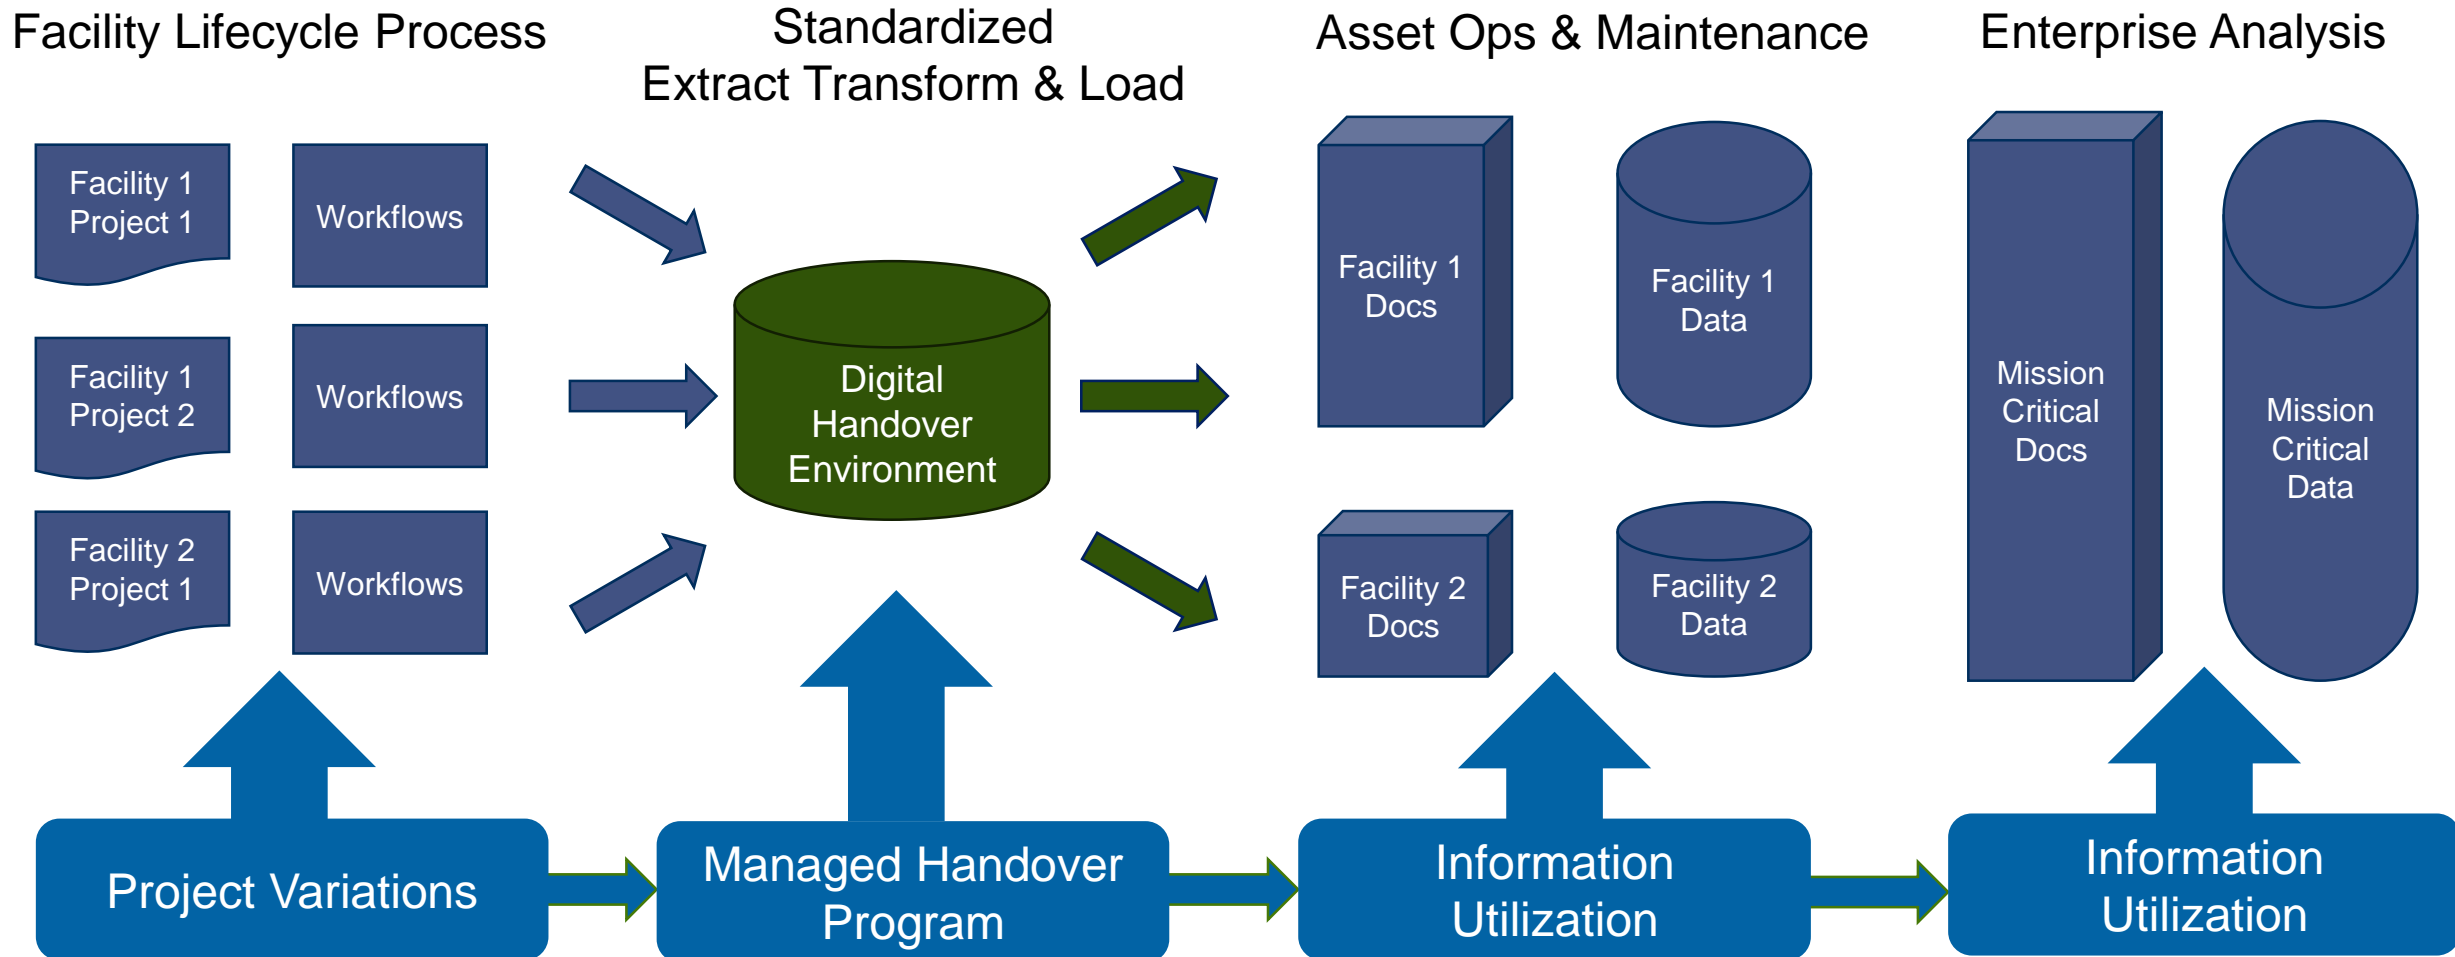 Facility Lifecycle Process
Standardized
Extract Transform & Load
Asset Ops & Maintenance
Enterprise Analysis
Facility 1
Project 1
Workflows
Facility 1
Project 2
Workflows
Facility 2
Project 1
Workflows
Digital
Handover
Environment
Facility 1
Docs
Facility 1
Data
Facility 2
Docs
Facility 2
Data
Mission
Critical
Docs
Mission
Critical
Data
Project Variations
Managed Handover
Program
Information
Utilization
Information
Utilization